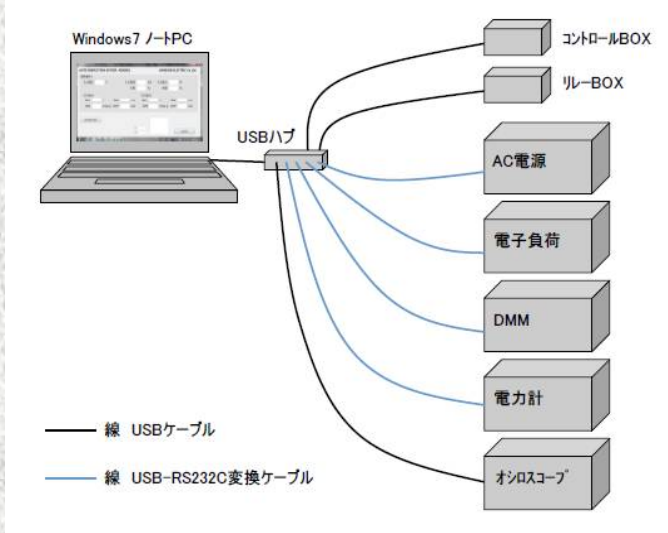 Windows7 ノートPC
コントロールBOX
リレーBOX
USBハブ
AC電源
電子負荷
DMM
電力計
線 USBケーブル
線 USB-RS232C変換ケーブル
オシロスコープ